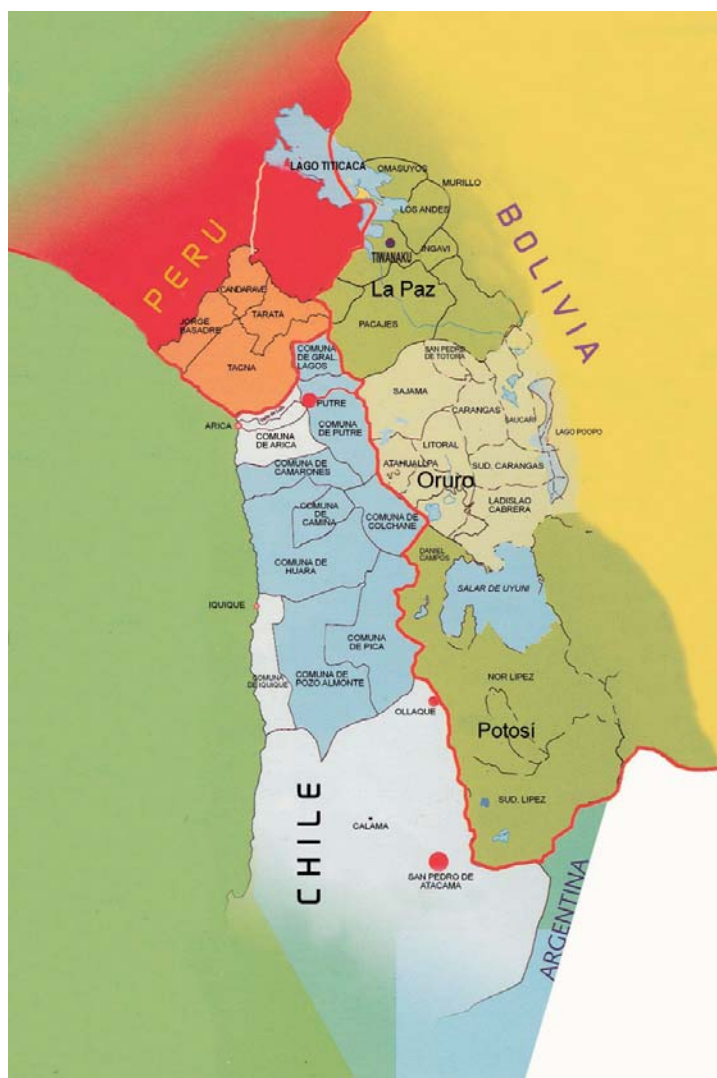 LAGO TITICACA
OMASUYOS
MURILLO
LOS ANDES
BOLIVIA
INGAVI
TIWANAKU
PERU
La Paz
CANDARAVE
TARATA
JORGE
BASADRE
PACAJES
TACNA
COMUNA
DE GRAL.
LAGOS
SAN PEDRO
DE TOTORA
SAJAMA
PUTRE
CARANGAS
SAUCARI
ARICA
COMUNA
DE ARICA
COMUNA
DE PUTRE
LITORAL
LAGO POOPO
ATAHUALLPA
SUD. CARANGAS
COMUNA DE
CAMARONES
Oruro
COMUNA
DE
CAMIÑA
COMUNA DE
COLCHANE
LADISLAO
CABRERA
DANIEL
CAMPOS
COMUNA DE
HUARA
SALAR DE UYUNI
IQUIQUE
COMUNA
DE PICA
COMUNA
DE IQUIQUE
COMUNA DE
POZO ALMONTE
NOR LIPEZ
OLLAQUE
Potosí
CHILE
SUD. LIPEZ
CALAMA
SAN PEDRO DE
ATACAMA
ARGENTINA